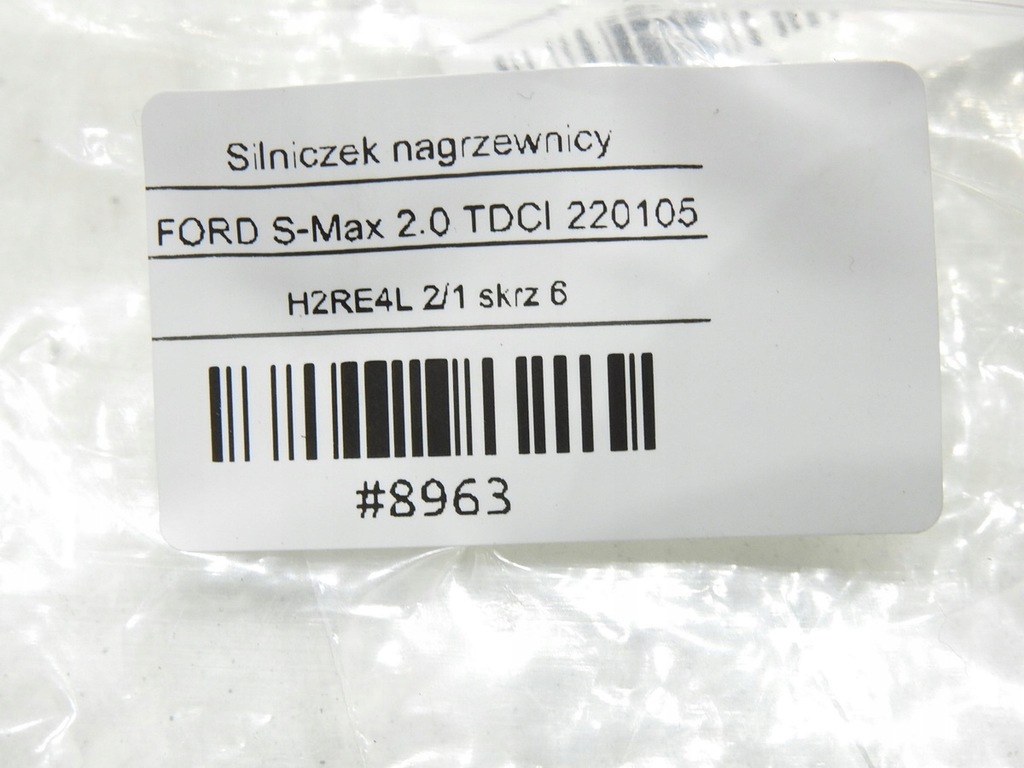 Silniczek nagrzewnicy
FORD S-Max 2.0 TDCI 220105
H2RE4L 2/1 skrz 6
#8963